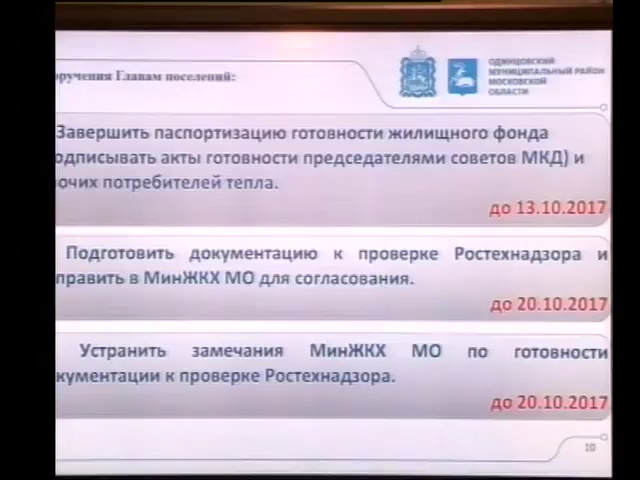 оручения Главам поселений:
ОДИНЦОВСКИЙ
МУНИЦИПАЛЬНЫЙ РАЙОН
МОСКОВСКОЙ
ОБЛАСТИ
Завершить паспортизацию готовности жилищного фонда
одписывать акты готовности председателями советов МКД) и
очих потребителей тепла.
до 13.10.2017
Подготовить документацию к проверке Ростехнадзора и
править в МинЖКХ МО для согласования.
до 20.10.2017
Устранить замечания МинЖКХ МО по готовности
кументации к проверке Ростехнадзора.
до 20.10.2017
10